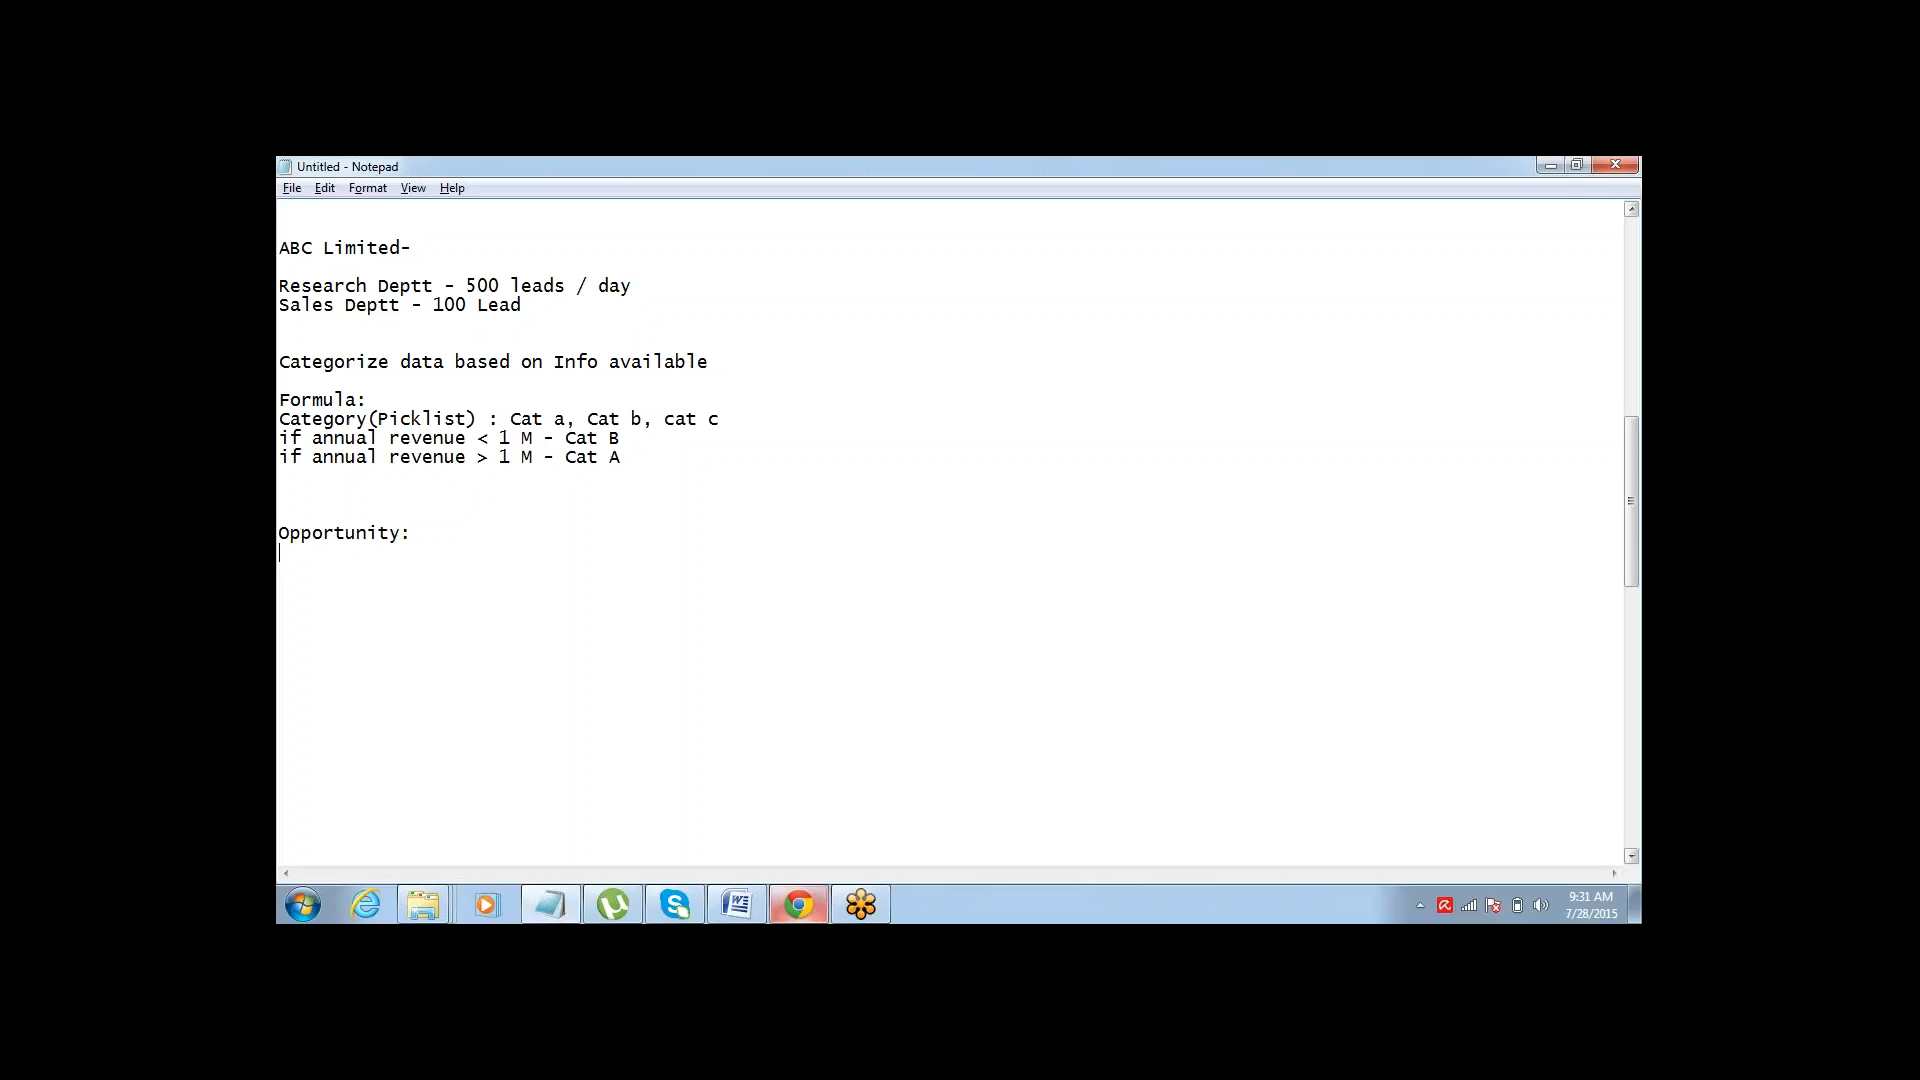 Untitled - Notepad
File Edit Format View Help
ABC Limited-
Research Deptt - 500 leads / day
Sales Deptt - 100 Lead
Categorize data based on Info available
Formula:
Category(Picklist) : Cat a, Cat b, cat c
if annual revenue < 1 M - Cat B
if annual revenue > 1 M - Cat A
Opportunity:
9:31 AM
7/28/2015